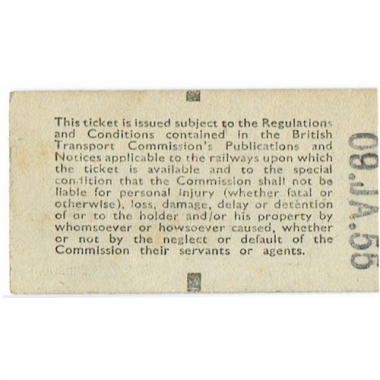 This ticket is issued subject to the Regulations
and Conditions contained in the British
Transport Commission's Publications and
Notices applicable to the railways upon which
the ticket is available and to the special
condition that the Commission shall not be
liable for personal injury (whether fatal or
otherwise), loss, damage, delay or detention
of or to the holder and/or his property by
whomsoever or howsoever caused, whether
or not by the neglect or default of the
Commission their servants or agents.
09.JA.55